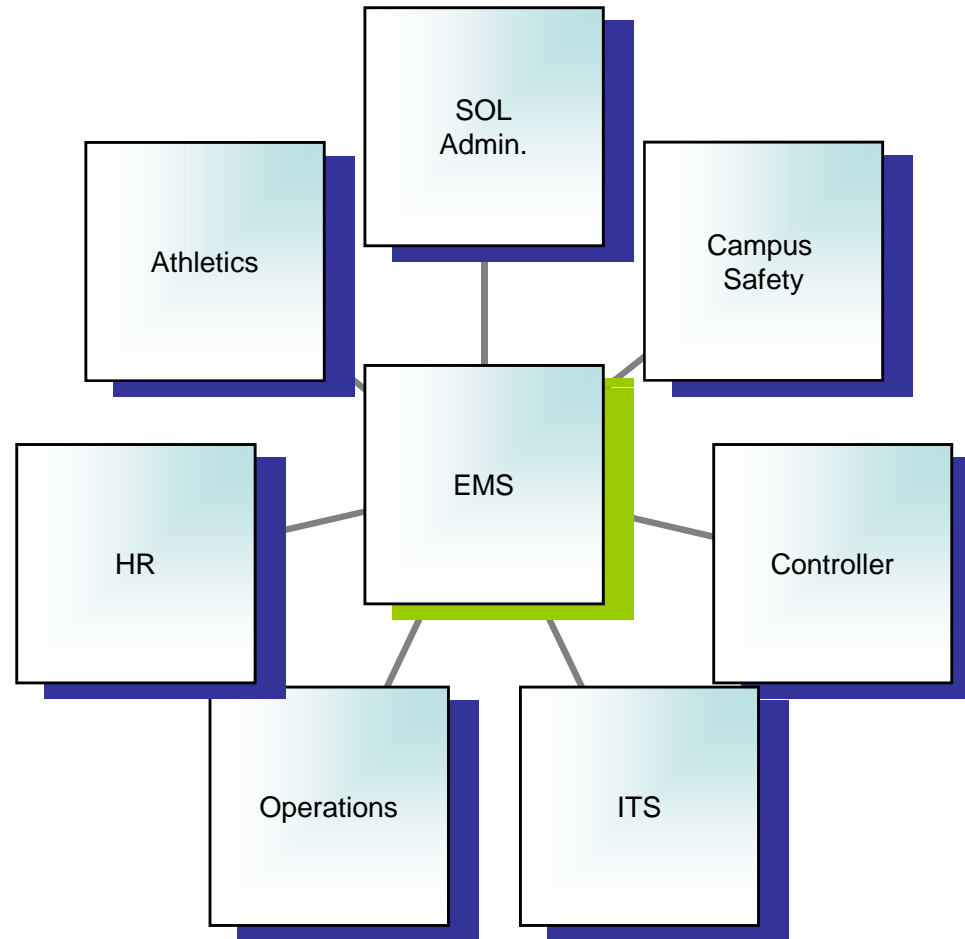 SOL
Admin.
Athletics
Campus
Safety
EMS
HR
Controller
Operations
ITS